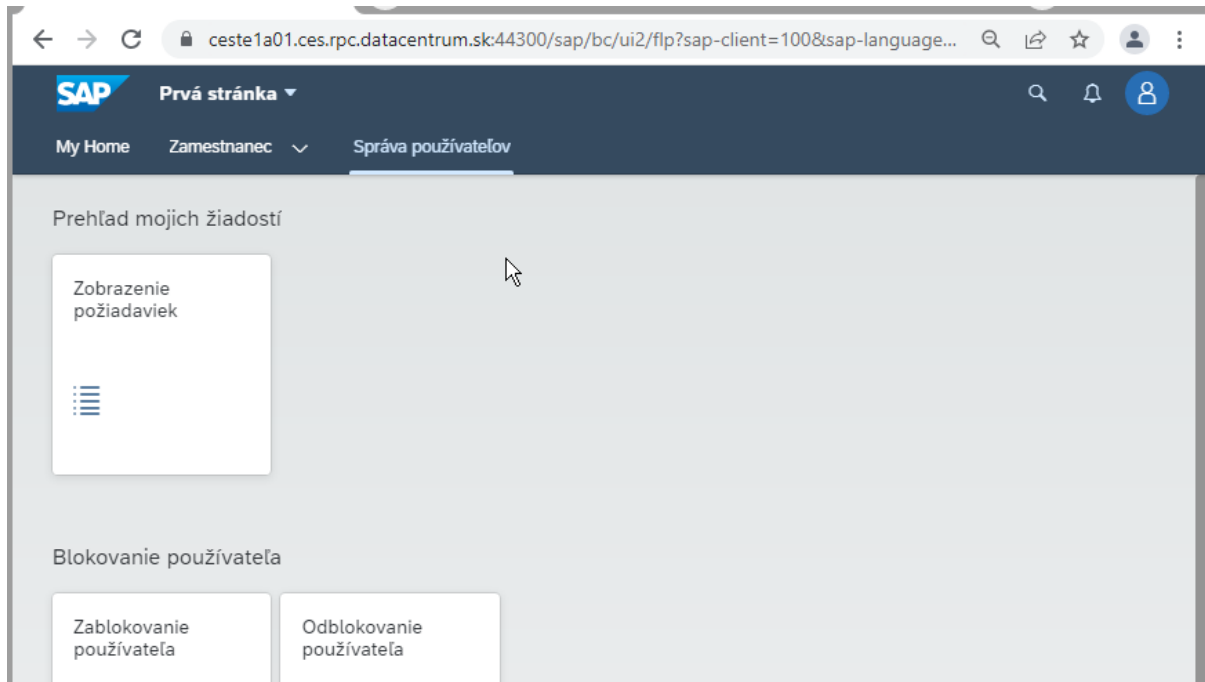 ceste1a01.ces.rpc.datacentrum.sk:44300/sap/bc/ui2/flp?sap-client=100&sap-language...
SAP Prvá stránka
My Home Zamestnanec Správa používateľov
Prehľad mojich žiadostí
Zobrazenie
požiadaviek
Blokovanie používateľa
Zablokovanie
používateľa
Odblokovanie
používateľa